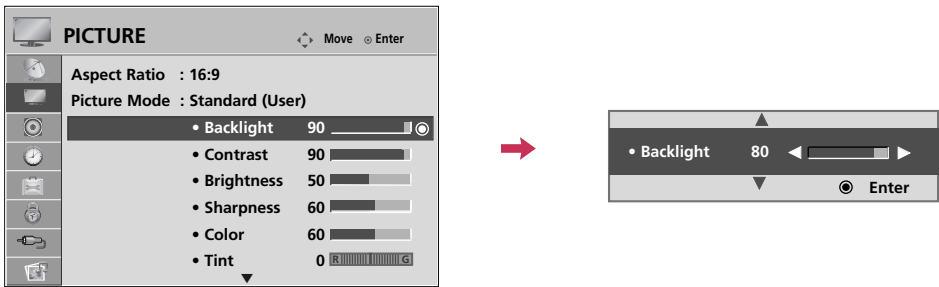 PICTURE
Move Enter
Aspect Ratio : 16:9
Picture Mode : Standard (User)
• Backlight 90
• Contrast 90
• Brightness 50
• Sharpness 60
• Color 60
• Tint 0 R G
• Backlight 80
Enter